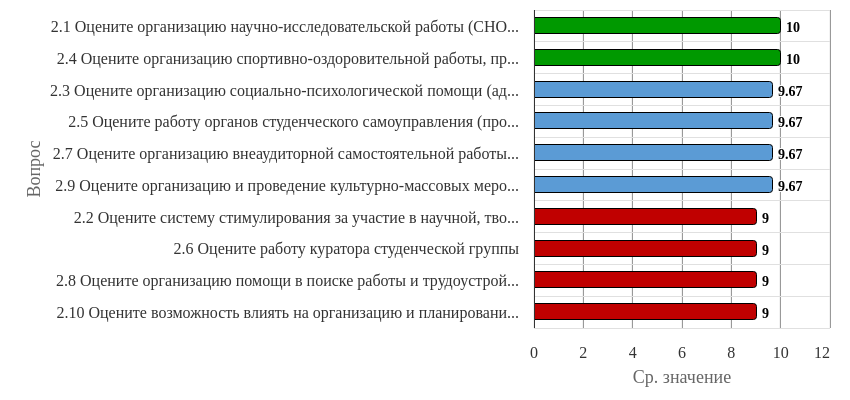 2.1 Оцените организацию научно-исследовательской работы (СНО... 10
2.4 Оцените организацию спортивно-оздоровительной работы, пр... 10
2.3 Оцените организацию социально-психологической помощи (ад... 9.67
2.5 Оцените работу органов студенческого самоуправления (про... 9.67
2.7 Оцените организацию внеаудиторной самостоятельной работы... 9.67
2.9 Оцените организацию и проведение культурно-массовых меро... 9.67
2.2 Оцените систему стимулирования за участие в научной, тво... 9
2.6 Оцените работу куратора студенческой группы 9
2.8 Оцените организацию помощи в поиске работы и трудоустрой... 9
2.10 Оцените возможность влиять на организацию и планировани... 9
Вопрос
0 2 4 6 8 10 12
Ср. значение